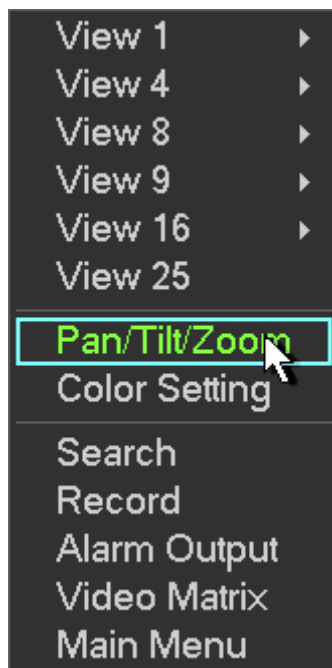 View 1
View 4
View 8
View 9
View 16
View 25
Pan/Tilt/Zoom
Color Setting
Search
Record
Alarm Output
Video Matrix
Main Menu